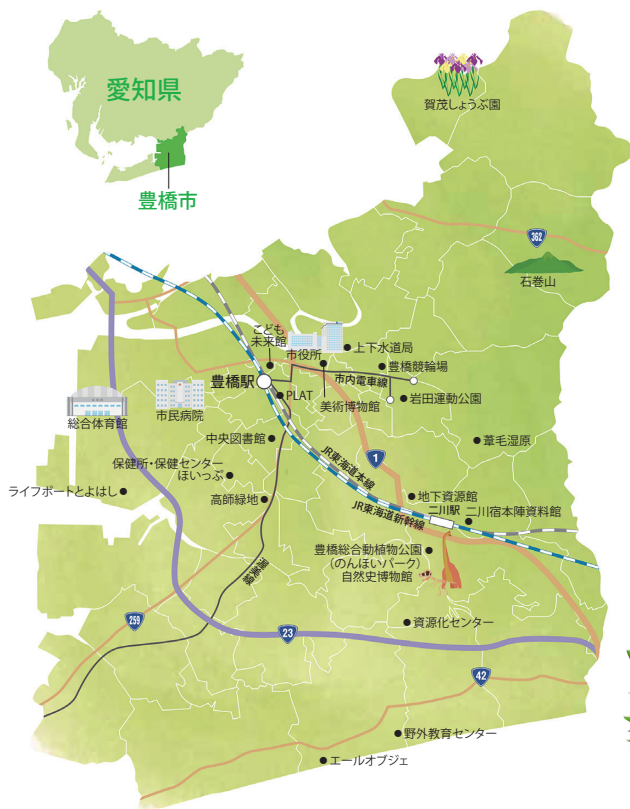 愛知県
豊橋市
賀茂しょうぶ園
362
石巻山
こども
未来館
市役所
上下水道局
豊橋競輪場
豊橋駅
市内電車線
PLAT
美術博物館
岩田運動公園
総合体育館
市民病院
中央図書館
葦毛湿原
1
JR東海道本線
保健所・保健センター
ほいっぷ
ライフポートとよはし
高師緑地
地下資源館
JR東海道新幹線
二川駅
二川宿本陣資料館
豊橋総合動植物公園
(のんほいパーク)
自然史博物館
渥美線
259
23
資源化センター
42
野外教育センター
エールオブジェ